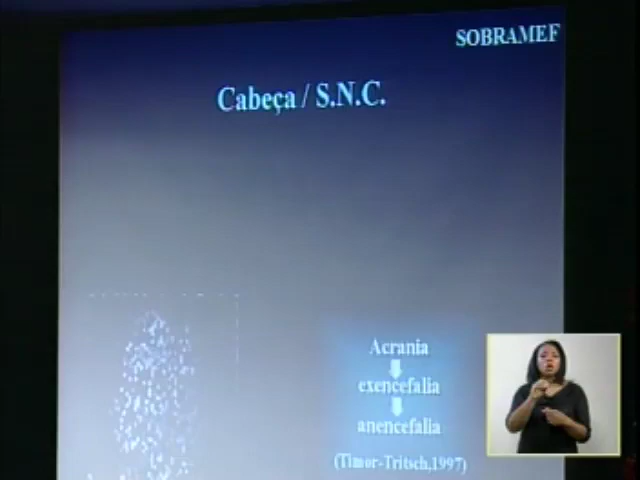 SOBRAMEF
Cabeça / S.N.C.
Acrania
exencefalia
anencefalia
(Timor-Tritsch,1997)